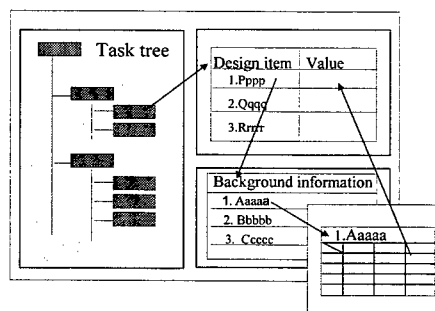 Task tree
Design item Value
1.Pppp
2.Qqqq
3.Rrrrr
Background information
1. Aaaaa
2. Bbbbb
3. Ccccc
1.Aaaaa